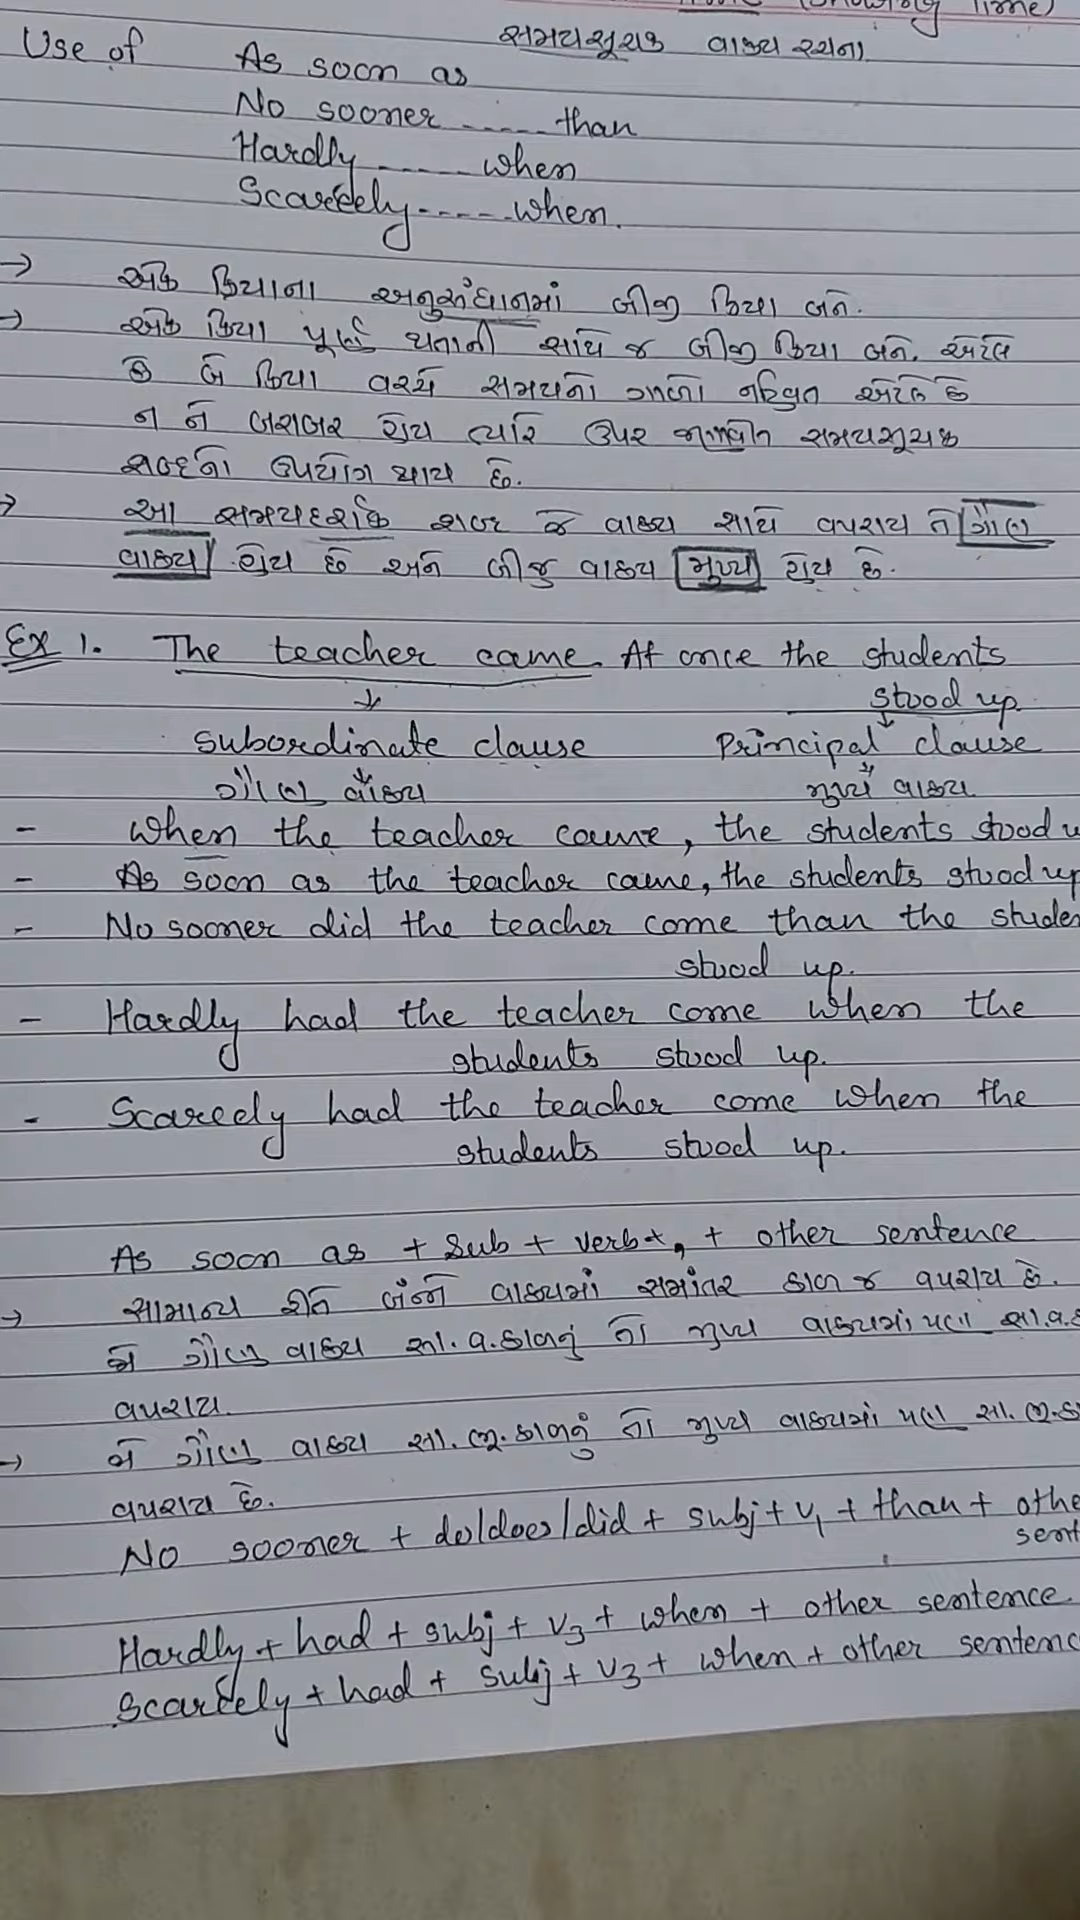 (Showing Time)
સમયસૂચક વાક્ય રચના
Use of As soon as
No sooner ..... than
Hardly ..... when
Scarcely ..... when.
→ એક ક્રિયાના અનુસંધાનમાં બીજી ક્રિયા બને.
→ એક ક્રિયા પૂર્ણ થતાની સાથે જ બીજી ક્રિયા બને. એટલે
કે બે ક્રિયા વચ્ચે સમયનો ગાળો નહિવત એટલે કે
ન ને બરાબર હોય ત્યારે ઉપર જણાવેલ સમયસૂચક
શબ્દનો ઉપયોગ થાય છે.
→ આ સમયદર્શક શબ્દ જે વાક્ય સાથે વપરાય તે ગૌણ
વાક્ય હોય છે અને બીજુ વાક્ય મુખ્ય હોય છે.
Ex 1. The teacher came. At once the students
stood up.
subordinate clause Principal clause
ગૌણ વાક્ય મુખ્ય વાક્ય
- When the teacher came, the students stood u
- As soon as the teacher came, the students stood up
- No sooner did the teacher come than the studen
stood up.
- Hardly had the teacher come when the
students stood up.
- Scarcely had the teacher come when the
students stood up.
As soon as + Sub + verb+, + other sentence
→ સામાન્ય રીતે બંને વાક્યમાં સમાંતર કાળ જ વપરાય છે.
જો ગૌણ વાક્ય સા. વ. કાળનું તો મુખ્ય વાક્યમાં પણ સા.વ.ક
વપરાય.
→ જો ગૌણ વાક્ય સા. ભૂ. કાળનું તો મુખ્ય વાક્યમાં પણ સા. ભૂ.ક
વપરાય છે.
No sooner + do/does/did + subj + V1 + than + othe
sent
Hardly + had + subj + V3 + when + other sentence.
Scarcely + had + subj + V3 + when + other sentenc